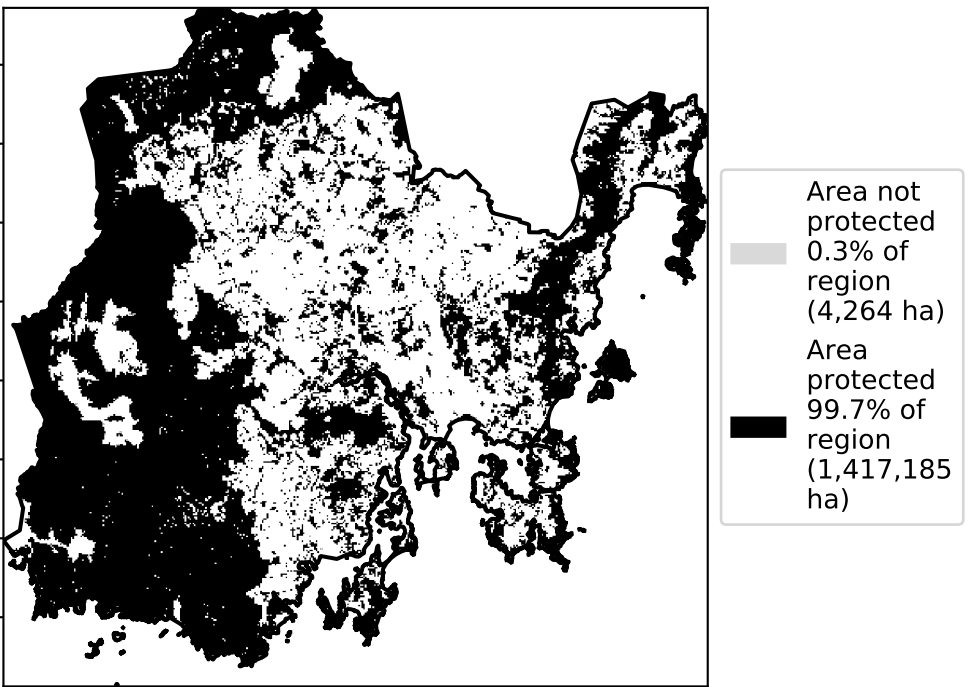 Area not
protected
0.3% of
region
(4,264 ha)
Area
protected
99.7% of
region
(1,417,185
ha)